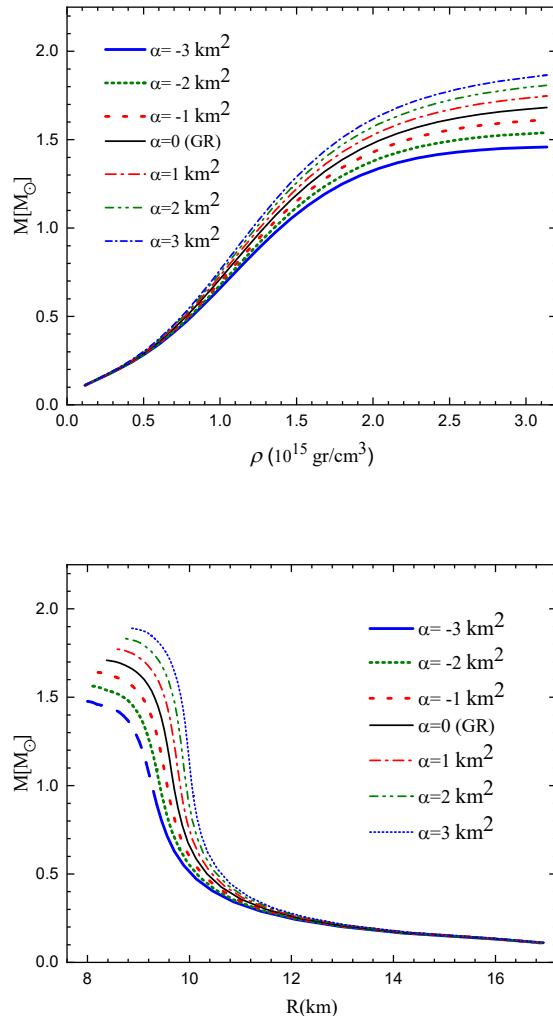 2.0
1.5
1.0
0.5
0.0
M[M☉]
α= -3 km²
α= -2 km²
α= -1 km²
α=0 (GR)
α=1 km²
α=2 km²
α=3 km²
0.0 0.5 1.0 1.5 2.0 2.5 3.0
ρ (10¹⁵ gr/cm³)
2.0
1.5
1.0
0.5
0.0
M[M☉]
α= -3 km²
α= -2 km²
α= -1 km²
α=0 (GR)
α=1 km²
α=2 km²
α=3 km²
8 10 12 14 16
R(km)